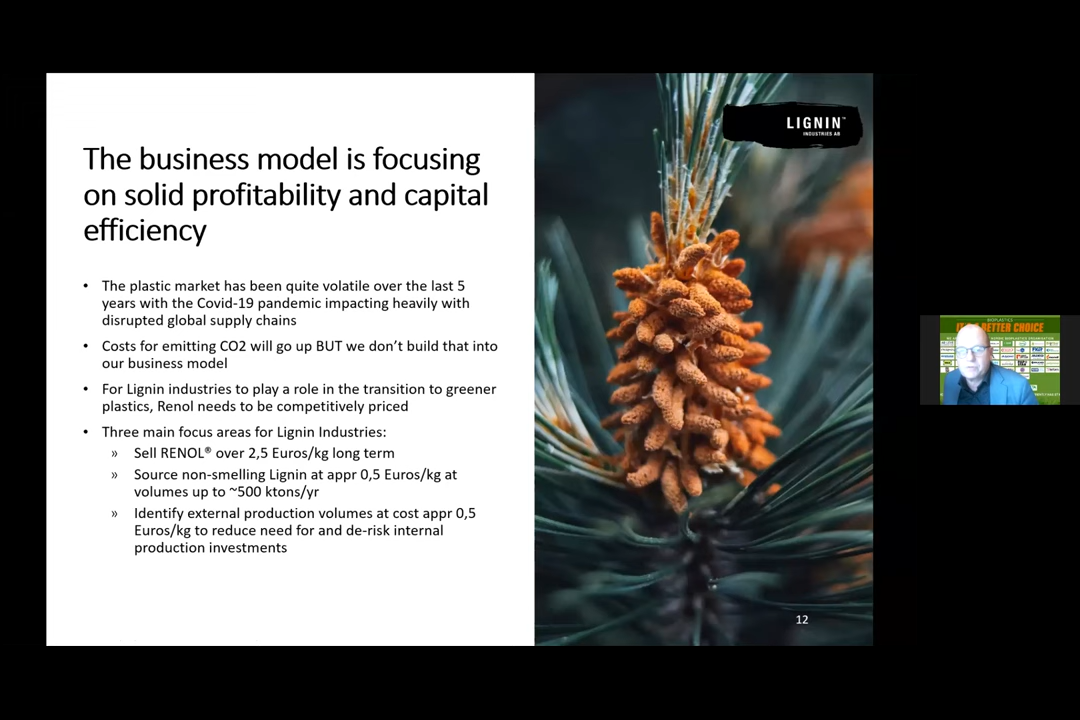 The business model is focusing
on solid profitability and capital
efficiency
• The plastic market has been quite volatile over the last 5
years with the Covid-19 pandemic impacting heavily with
disrupted global supply chains
• Costs for emitting CO2 will go up BUT we don’t build that into
our business model
• For Lignin industries to play a role in the transition to greener
plastics, Renol needs to be competitively priced
• Three main focus areas for Lignin Industries:
» Sell RENOL® over 2,5 Euros/kg long term
» Source non-smelling Lignin at appr 0,5 Euros/kg at
volumes up to ~500 ktons/yr
» Identify external production volumes at cost appr 0,5
Euros/kg to reduce need for and de-risk internal
production investments
LIGNIN™
INDUSTRIES AB
12
BIOPLASTICS
BETTER CHOICE